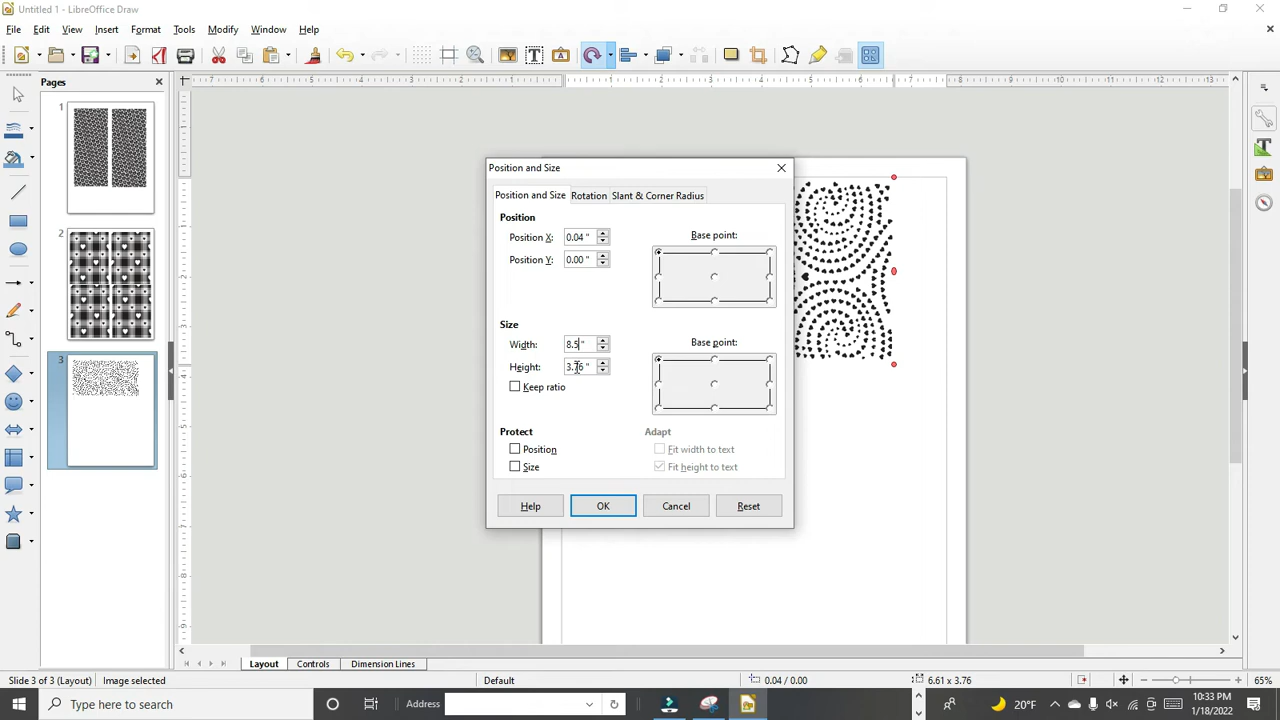 Untitled 1 - LibreOffice Draw
File Edit View Insert Format Tools Modify Window Help
Pages
1
2
3
Position and Size
Position and Size Rotation Slant & Corner Radius
Position
Position X: 0.04 "
Position Y: 0.00 "
Base point:
Size
Width: 8.5"
Height: 3.76 "
Keep ratio
Base point:
Protect
Position
Size
Adapt
Fit width to text
Fit height to text
Help OK Cancel Reset
Layout Controls Dimension Lines
Slide 3 of 3 (Layout) Image selected Default 0.04 / 0.00 6.61 x 3.76 65%
Type here to search Address 20°F 10:33 PM
1/18/2022